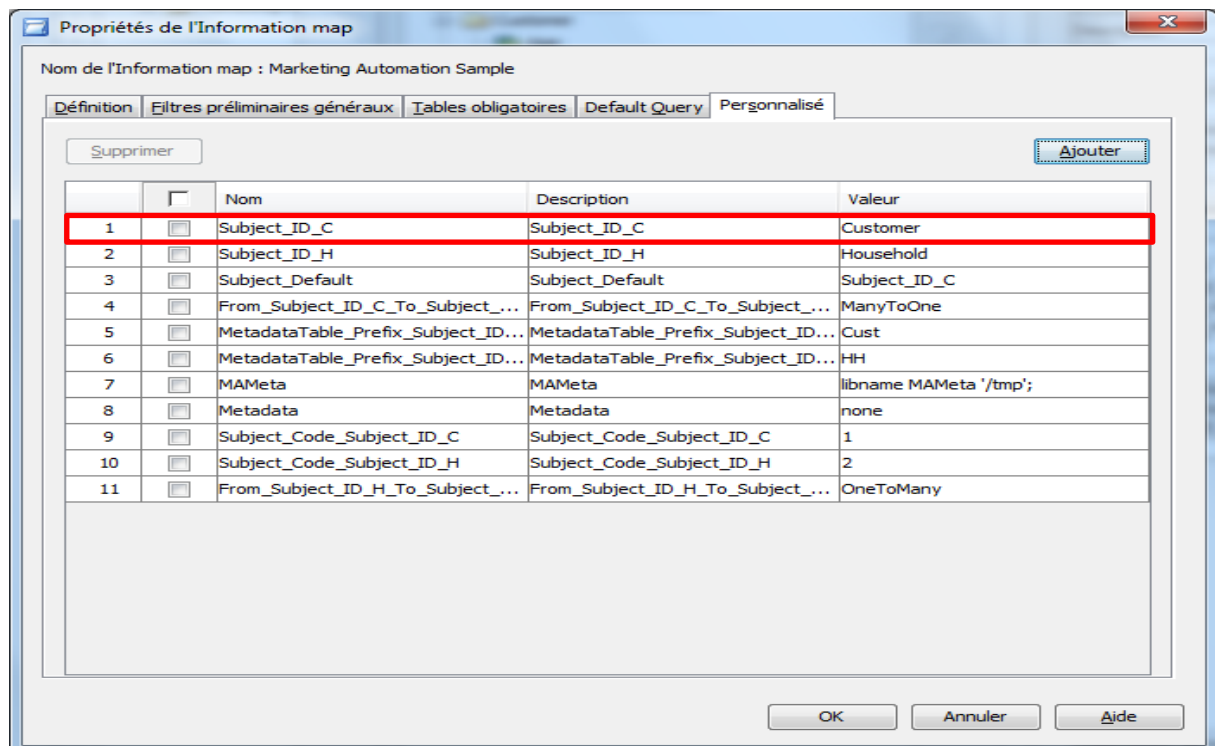 Propriétés de l'Information map
Nom de l'Information map : Marketing Automation Sample
Définition Filtres préliminaires généraux Tables obligatoires Default Query Personnalisé
Supprimer Ajouter
Nom Description Valeur
1 Subject_ID_C Subject_ID_C Customer
2 Subject_ID_H Subject_ID_H Household
3 Subject_Default Subject_Default Subject_ID_C
4 From_Subject_ID_C_To_Subject_... From_Subject_ID_C_To_Subject_... ManyToOne
5 MetadataTable_Prefix_Subject_ID... MetadataTable_Prefix_Subject_ID... Cust
6 MetadataTable_Prefix_Subject_ID... MetadataTable_Prefix_Subject_ID... HH
7 MAMeta MAMeta libname MAMeta '/tmp';
8 Metadata Metadata none
9 Subject_Code_Subject_ID_C Subject_Code_Subject_ID_C 1
10 Subject_Code_Subject_ID_H Subject_Code_Subject_ID_H 2
11 From_Subject_ID_H_To_Subject_... From_Subject_ID_H_To_Subject_... OneToMany
OK Annuler Aide